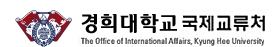 경희대학교 국제교류처
The Office of International Affairs, Kyung Hee University